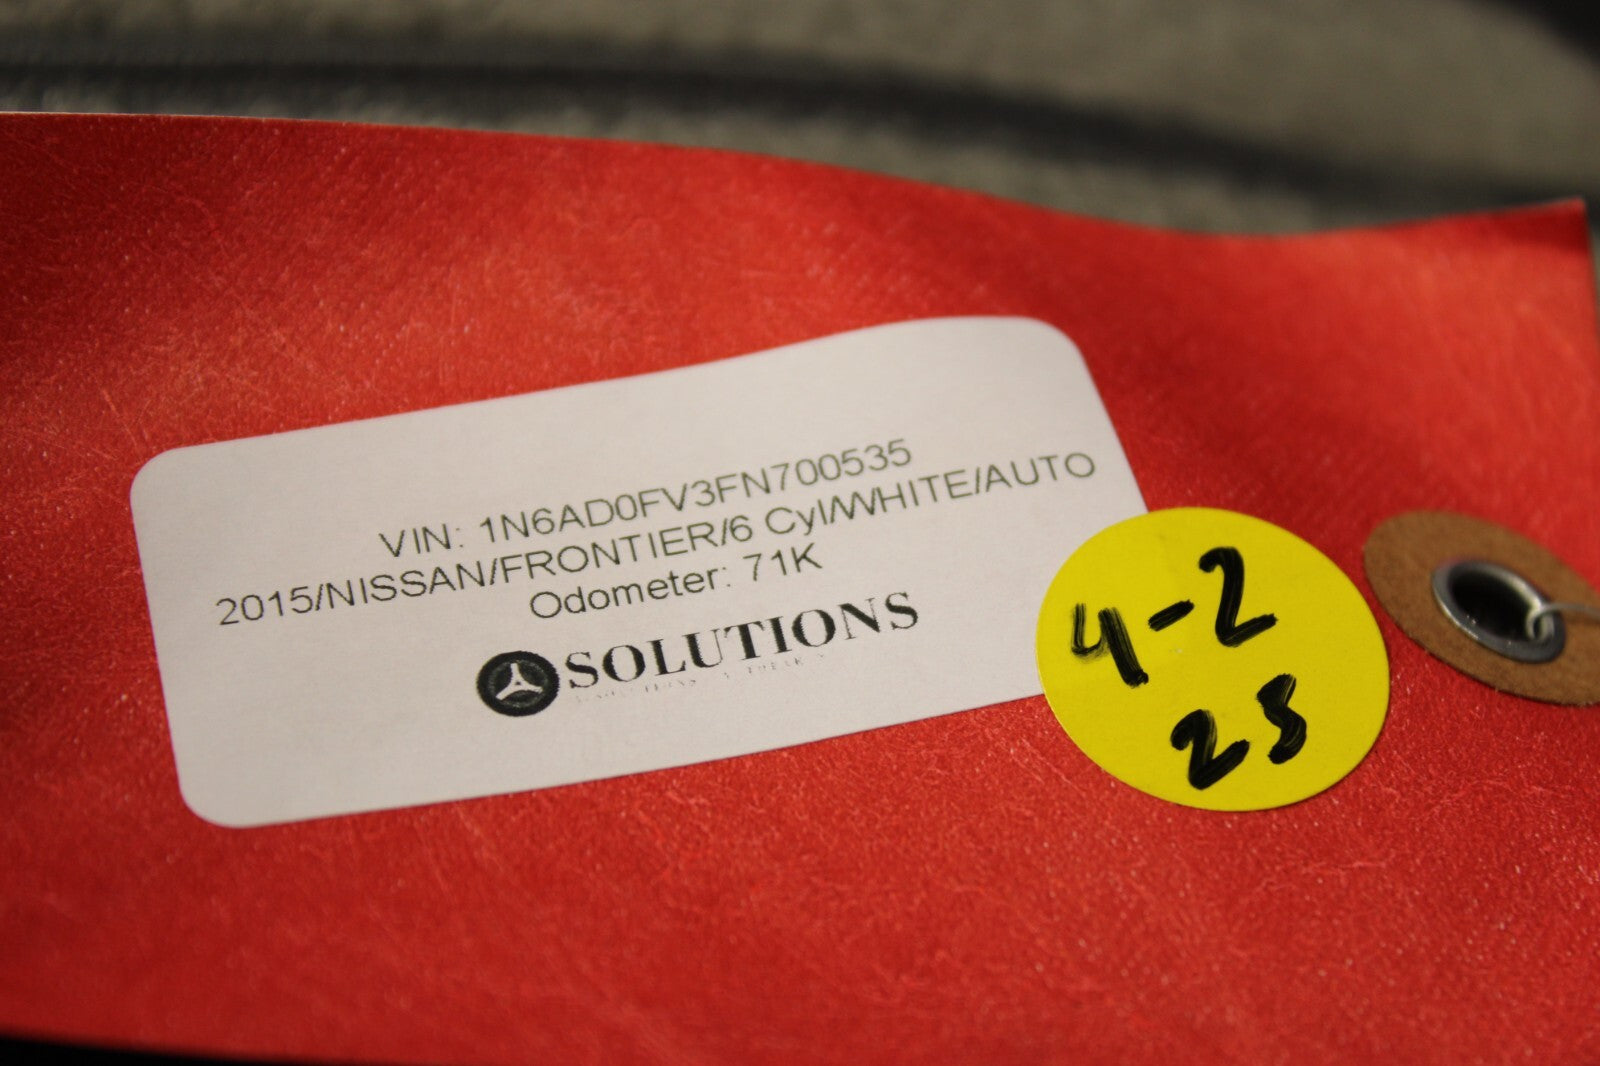 VIN: 1N6AD0FV3FN700535
2015/NISSAN/FRONTIER/6 Cyl/WHITE/AUTO
Odometer: 71K
SOLUTIONS
4-2
25